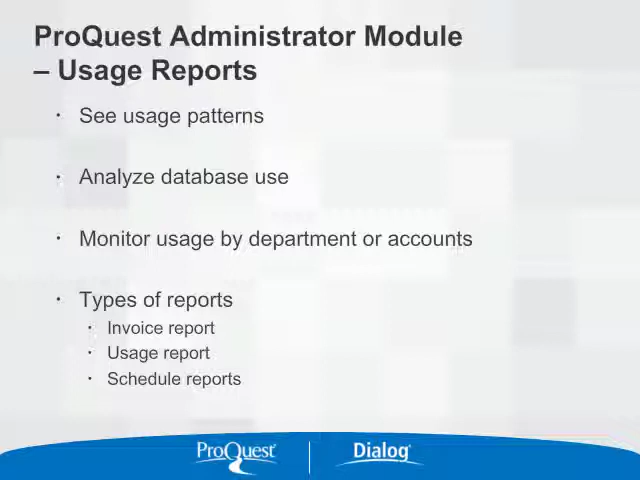 ProQuest Administrator Module
– Usage Reports
· See usage patterns
· Analyze database use
· Monitor usage by department or accounts
· Types of reports
· Invoice report
· Usage report
· Schedule reports
ProQuest Dialog